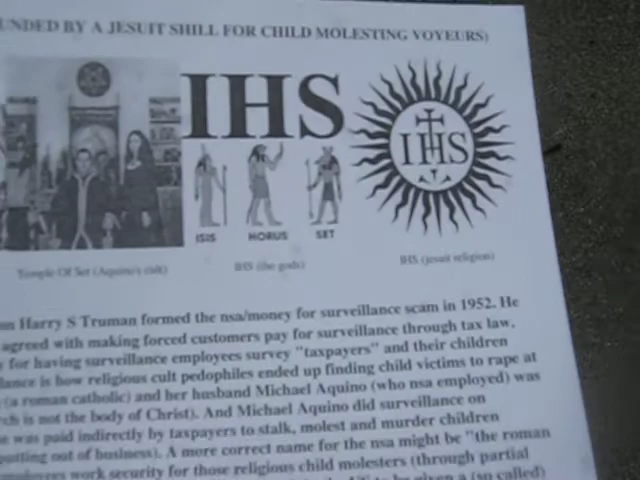 UNDED BY A JESUIT SHILL FOR CHILD MOLESTING VOYEURS)
IHS
IHS
ISIS HORUS SET
Temple Of Set (Aquino's cult)
IHS (the gods)
IHS (jesuit religion)
Harry S Truman formed the nsa/money for surveillance scam in 1952. He
agreed with making forced customers pay for surveillance through tax law,
for having surveillance employees survey "taxpayers" and their children
lance is how religious cult pedophiles ended up finding child victims to rape at
(a roman catholic) and her husband Michael Aquino (who nsa employed) was
rch is not the body of Christ). And Michael Aquino did surveillance on
was paid indirectly by taxpayers to stalk, molest and murder children
putting out of business). A more correct name for the nsa might be "the roman
employees work security for those religious child molesters (through partial
given a (so called)